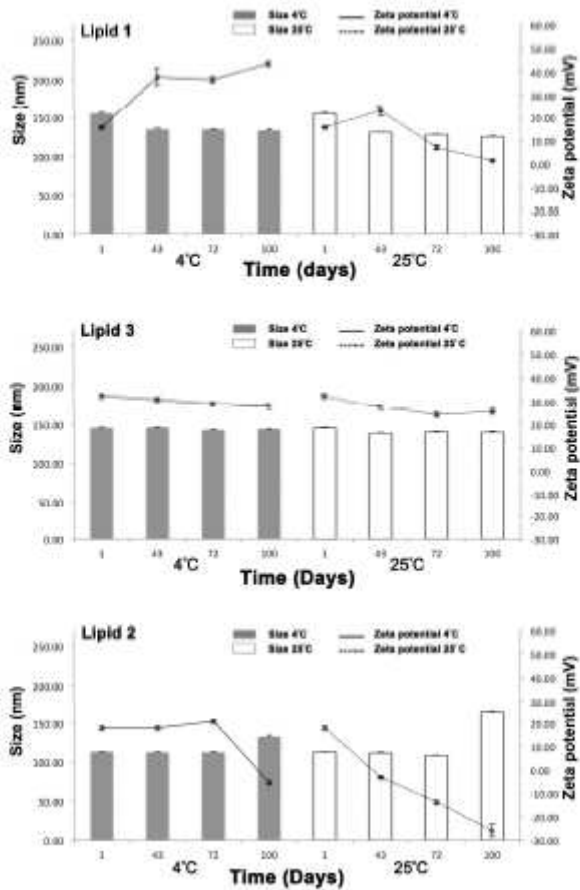 Lipid 1
Size 4°C Zeta potential 4°C
Size 25°C Zeta potential 25°C
250.00
200.00
150.00
100.00
50.00
0.00
Size (nm)
60.00
50.00
40.00
30.00
20.00
10.00
0.00
-10.00
-20.00
-30.00
Zeta potential (mV)
1 43 72 100 1 43 72 100
4°C 25°C
Time (days)
Lipid 3
Size 4°C Zeta potential 4°C
Size 25°C Zeta potential 25°C
250.00
200.00
150.00
100.00
50.00
0.00
Size (nm)
60.00
50.00
40.00
30.00
20.00
10.00
0.00
-10.00
-20.00
-30.00
Zeta potential (mV)
1 43 72 100 1 43 72 100
4°C 25°C
Time (Days)
Lipid 2
Size 4°C Zeta potential 4°C
Size 25°C Zeta potential 25°C
250.00
200.00
150.00
100.00
50.00
0.00
Size (nm)
60.00
50.00
40.00
30.00
20.00
10.00
0.00
-10.00
-20.00
-30.00
Zeta potential (mV)
1 43 72 100 1 43 72 100
4°C 25°C
Time (Days)